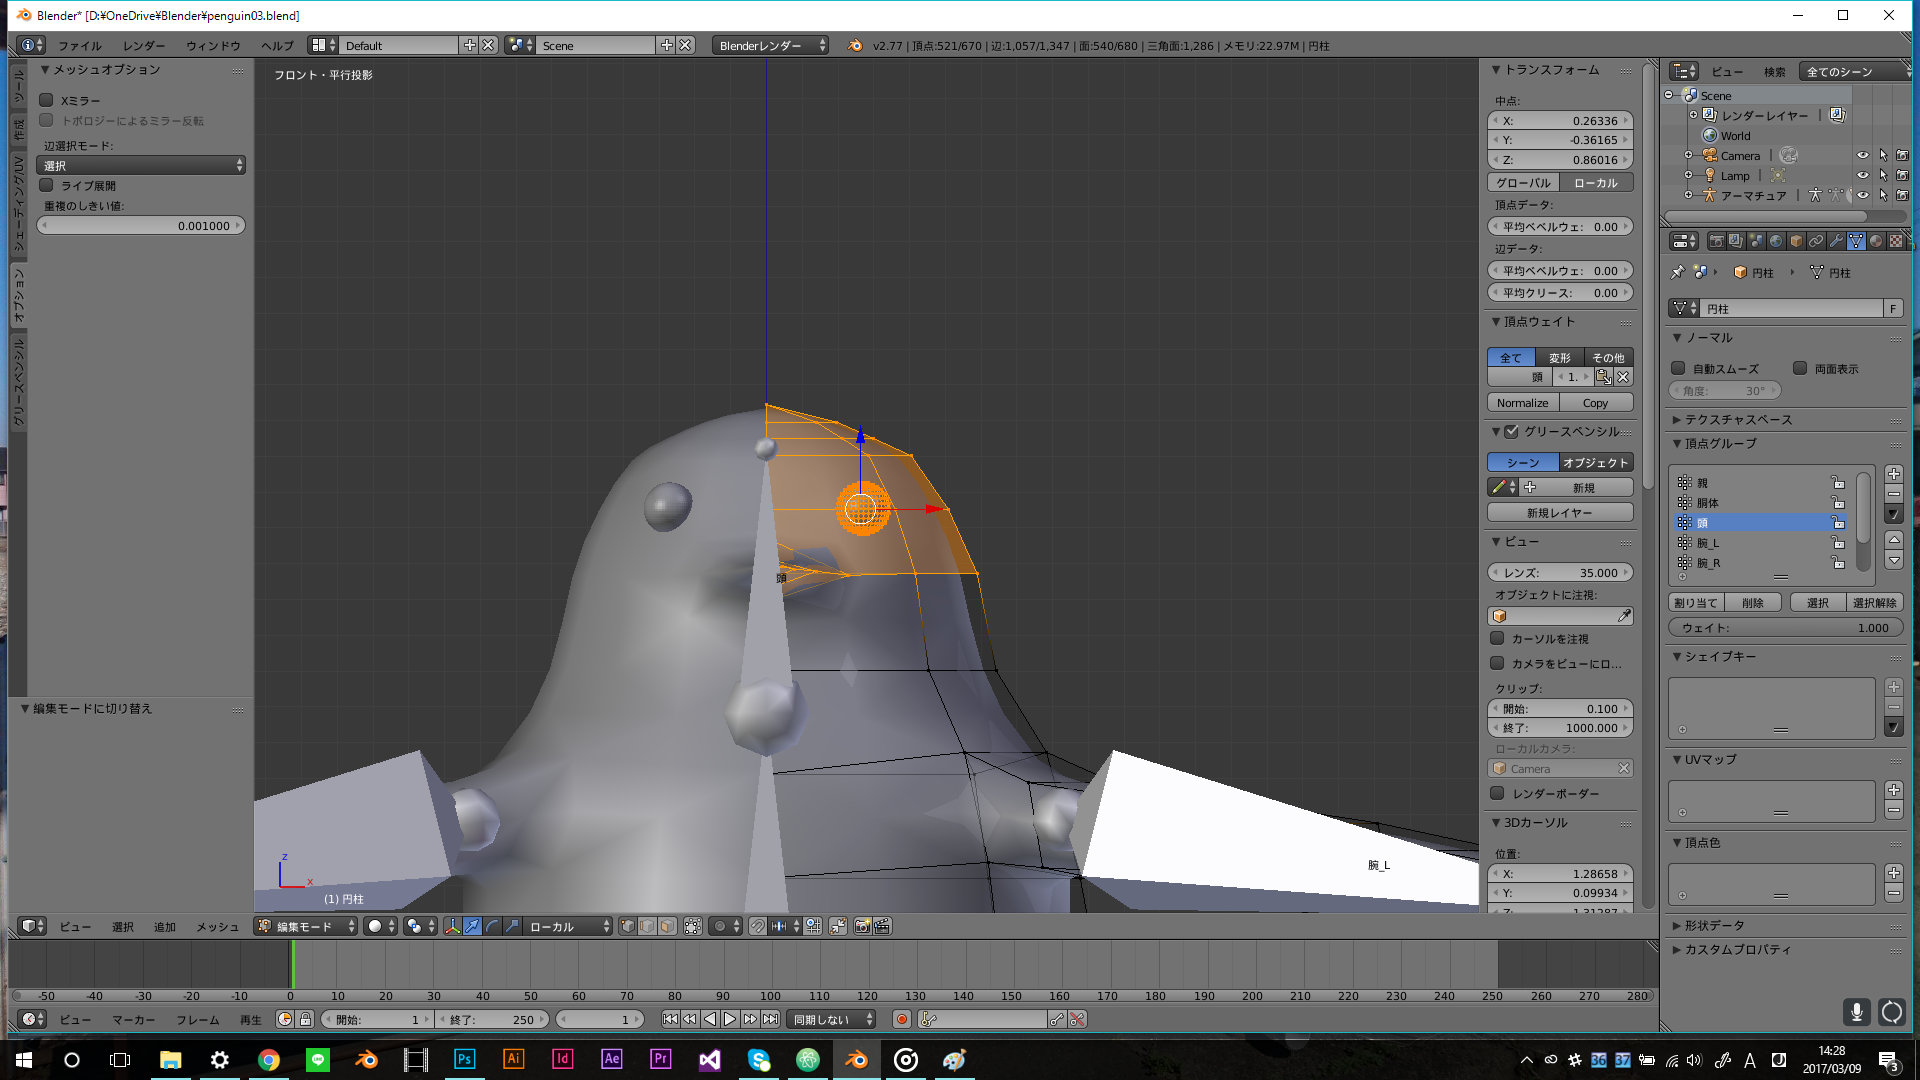 Blender* [D:¥OneDrive¥Blender¥penguin03.blend]
ファイル レンダー ウィンドウ ヘルプ Default Scene Blenderレンダー v2.77 | 頂点:521/670 | 辺:1,057/1,347 | 面:540/680 | 三角面:1,286 | メモリ:22.97M | 円柱
ツール
作成
シェーディング/UV
オプション
グリースペンシル
メッシュオプション
Xミラー
トポロジーによるミラー反転
辺選択モード:
選択
ライブ展開
重複のしきい値:
0.001000
編集モードに切り替え
フロント・平行投影
頭
腕_L
z
x
(1) 円柱
トランスフォーム
中点:
X: 0.26336
Y: -0.36165
Z: 0.86016
グローバル ローカル
頂点データ:
平均ベベルウェ: 0.00
辺データ:
平均ベベルウェ: 0.00
平均クリース: 0.00
頂点ウェイト
全て 変形 その他
頭 1.
Normalize Copy
グリースペンシル
シーン オブジェクト
新規
新規レイヤー
ビュー
レンズ: 35.000
オブジェクトに注視:
カーソルを注視
カメラをビューにロ...
クリップ:
開始: 0.100
終了: 1000.000
ローカルカメラ:
Camera
レンダーボーダー
3Dカーソル
位置:
X: 1.28658
Y: 0.09934
Z: 1.31287
ビュー 検索 全てのシーン
Scene
レンダーレイヤー
World
Camera
Lamp
アーマチュア
円柱 円柱
円柱 F
ノーマル
自動スムーズ 両面表示
角度: 30°
テクスチャスペース
頂点グループ
親
胴体
頭
腕_L
腕_R
割り当て 削除 選択 選択解除
ウェイト: 1.000
シェイプキー
UVマップ
頂点色
形状データ
カスタムプロパティ
ビュー 選択 追加 メッシュ 編集モード ローカル
-50 -40 -30 -20 -10 0 10 20 30 40 50 60 70 80 90 100 110 120 130 140 150 160 170 180 190 200 210 220 230 240 250 260 270 280
ビュー マーカー フレーム 再生 開始: 1 終了: 250 1 同期しない
Ps Ai Id Ae Pr
36 37 A
14:28
2017/03/09
3